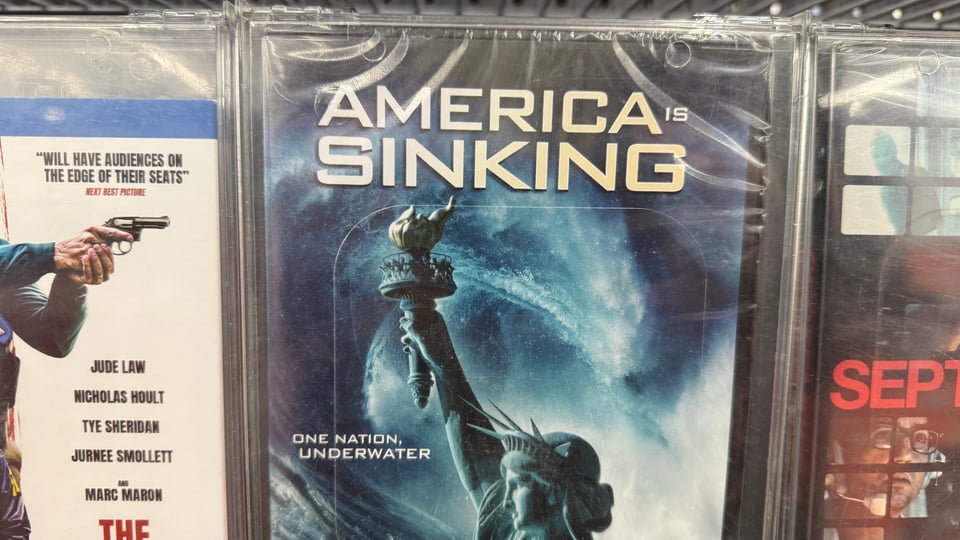 "WILL HAVE AUDIENCES ON
THE EDGE OF THEIR SEATS"
NEXT BEST PICTURE
JUDE LAW
NICHOLAS HOULT
TYE SHERIDAN
JURNEE SMOLLETT
AND
MARC MARON
THE
AMERICA IS
SINKING
ONE NATION,
UNDERWATER
SEPT